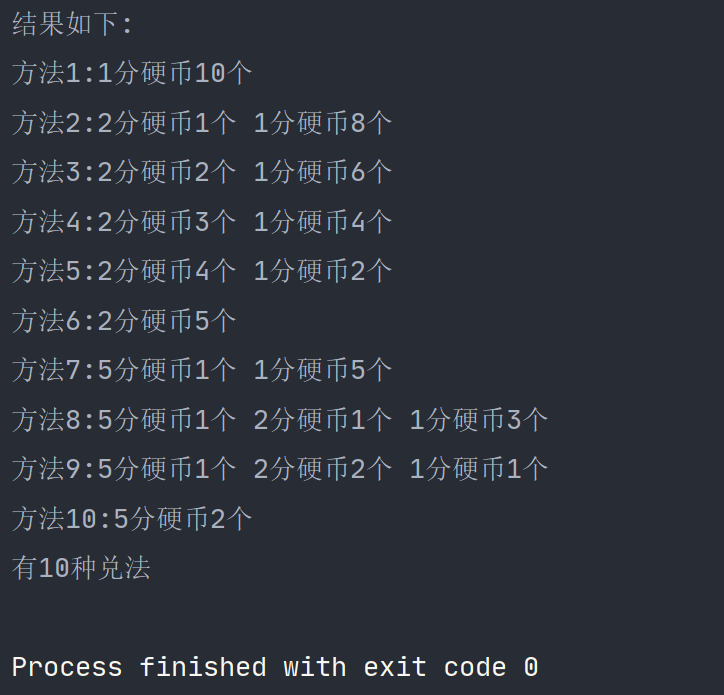 结果如下:
方法1:1分硬币10个
方法2:2分硬币1个 1分硬币8个
方法3:2分硬币2个 1分硬币6个
方法4:2分硬币3个 1分硬币4个
方法5:2分硬币4个 1分硬币2个
方法6:2分硬币5个
方法7:5分硬币1个 1分硬币5个
方法8:5分硬币1个 2分硬币1个 1分硬币3个
方法9:5分硬币1个 2分硬币2个 1分硬币1个
方法10:5分硬币2个
有10种兑法
Process finished with exit code 0